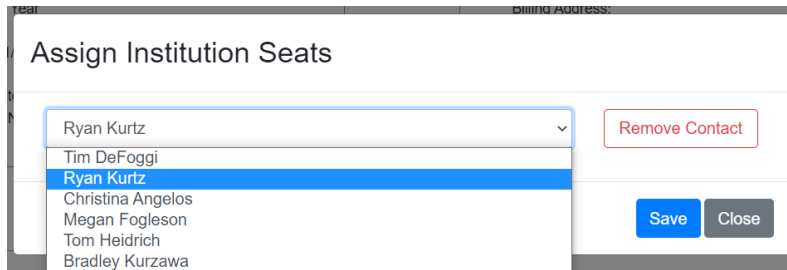 Year
Billing Address:
Assign Institution Seats
Ryan Kurtz
Remove Contact
Tim DeFoggi
Ryan Kurtz
Christina Angelos
Megan Fogleson
Tom Heidrich
Bradley Kurzawa
Save
Close